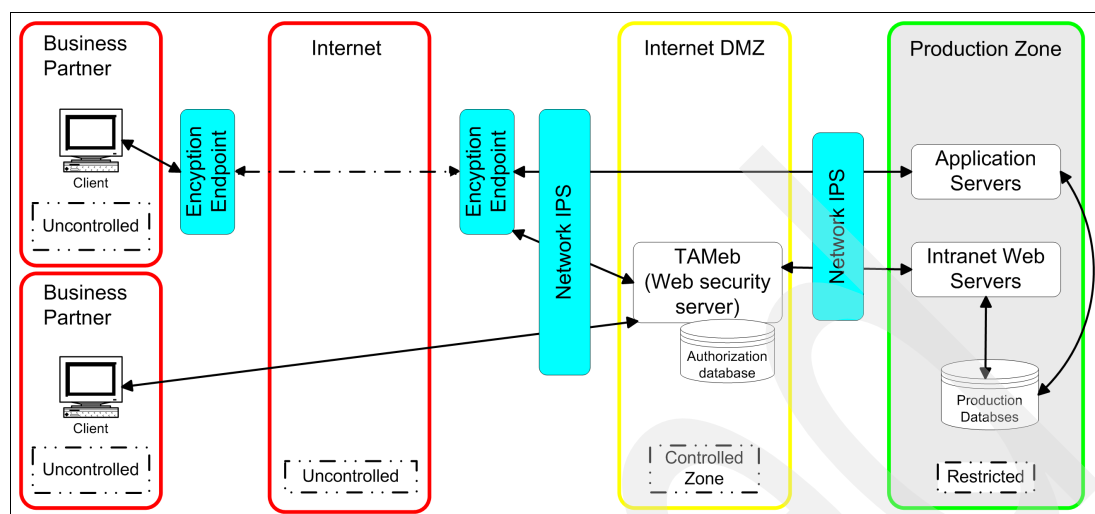 Business
Partner
Client
Uncontrolled
Encyption
Endpoint
Business
Partner
Client
Uncontrolled
Internet
Uncontrolled
Encyption
Endpoint
Network IPS
Internet DMZ
TAMeb
(Web security
server)
Authorization
database
Controlled
Zone
Network IPS
Production Zone
Application
Servers
Intranet Web
Servers
Production
Databses
Restricted